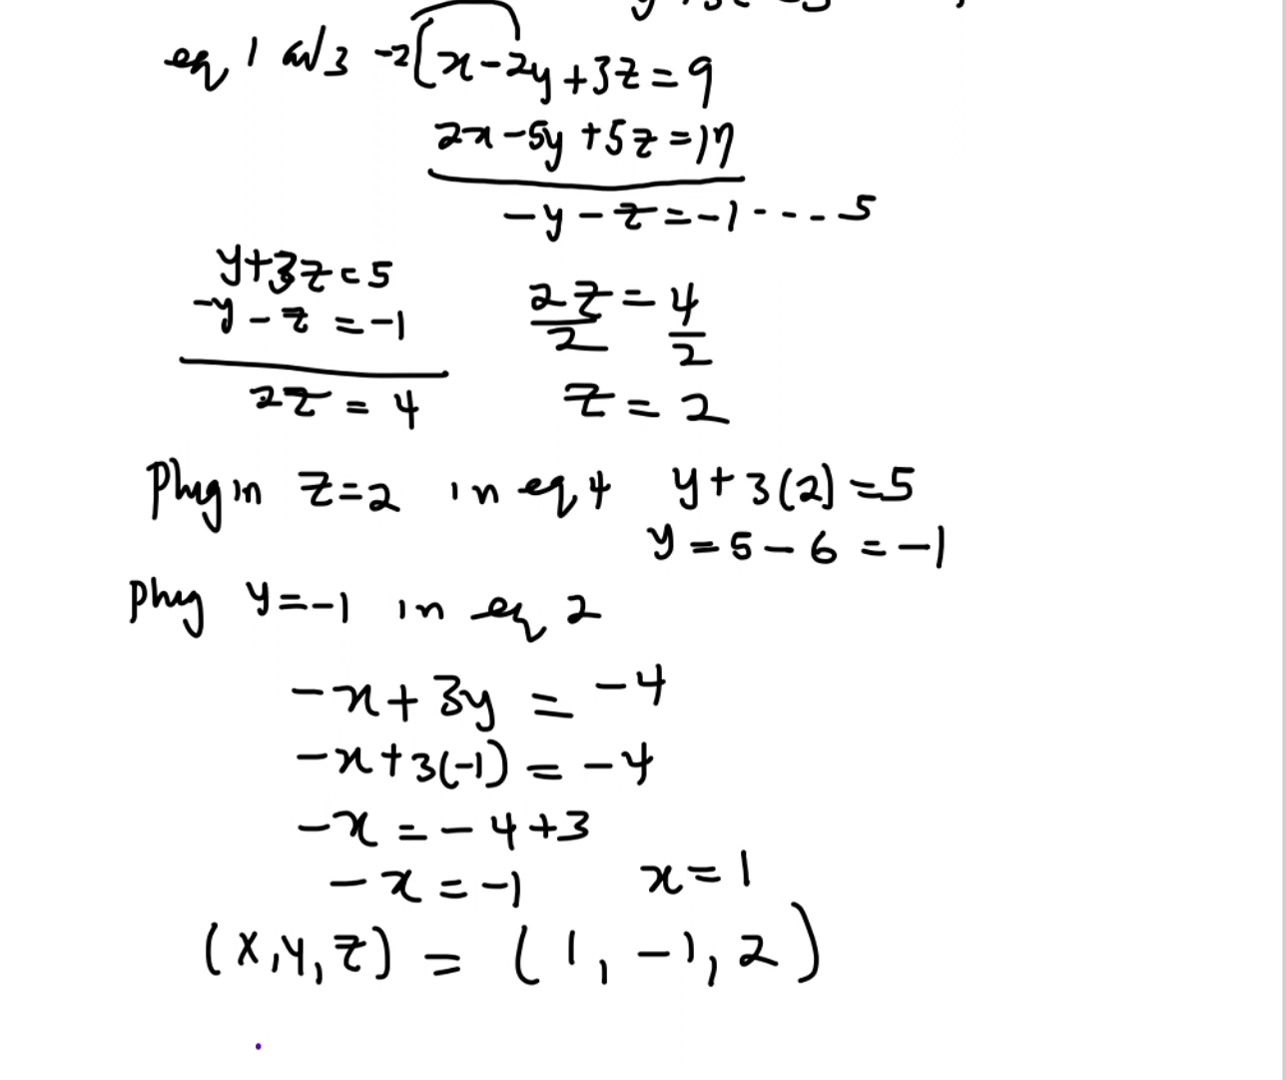 eq 1 and 3 -2(x-2y+3z=9
2x-5y+5z=17
-y-z=-1----5
y+3z=5
-y-z=-1
2z=4
2z/2=4/2
z=2
Plug in z=2 in eq 4 y+3(2)=5
y=5-6=-1
Plug y=-1 in eq 2
-x+3y=-4
-x+3(-1)=-4
-x=-4+3
-x=-1 x=1
(x,y,z)=(1,-1,2)